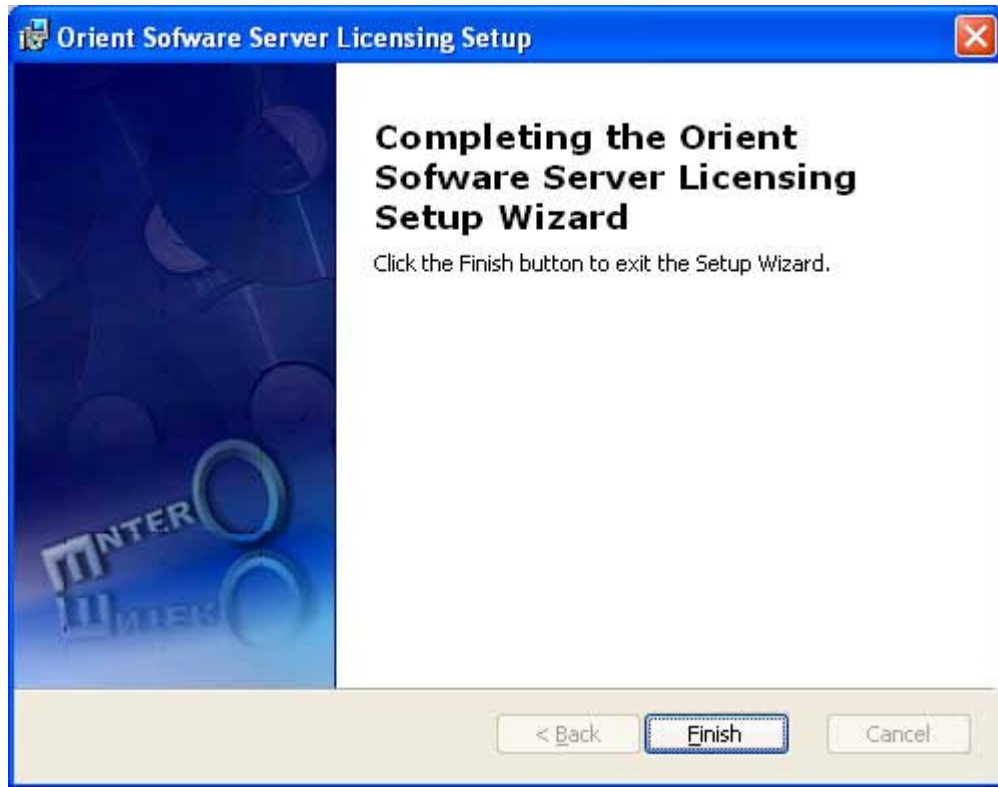 Orient Sofware Server Licensing Setup
Completing the Orient
Sofware Server Licensing
Setup Wizard
Click the Finish button to exit the Setup Wizard.
ENTERO
< Back
Finish
Cancel